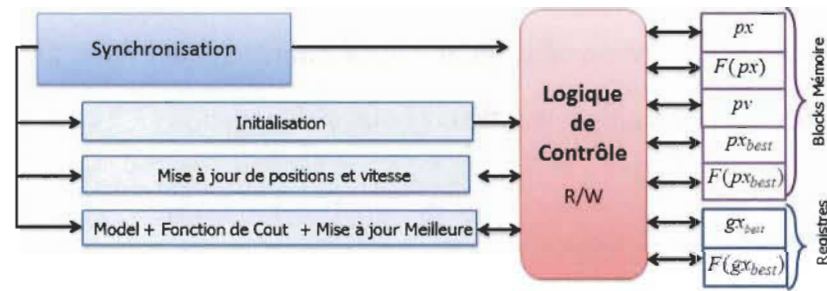 Synchronisation
Initialisation
Mise à jour de positions et vitesse
Model + Fonction de Cout + Mise à jour Meilleure
Logique
de
Contrôle
R/W
px
F(px)
pv
px_best
F(px_best)
gx_best
F(gx_best)
Blocks Mémoire
Registres